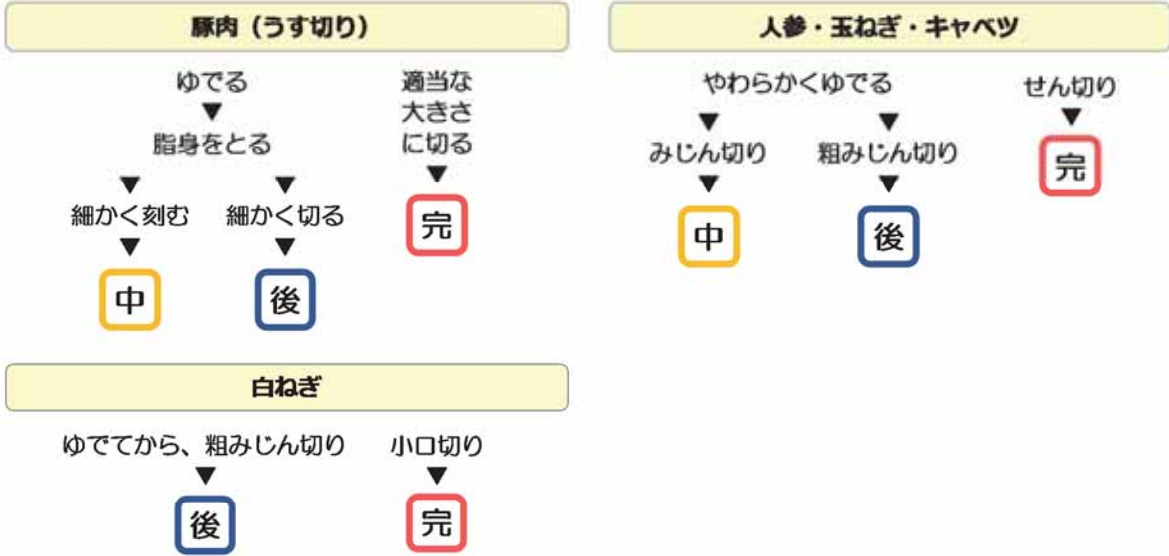 豚肉（うす切り）
ゆでる
▼
脂身をとる
▼ ▼
細かく刻む 細かく切る
▼ ▼
中 後
適当な
大きさ
に切る
▼
完
人参・玉ねぎ・キャベツ
やわらかくゆでる
▼ ▼
みじん切り 粗みじん切り
▼ ▼
中 後
せん切り
▼
完
白ねぎ
ゆでてから、粗みじん切り
▼
後
小口切り
▼
完